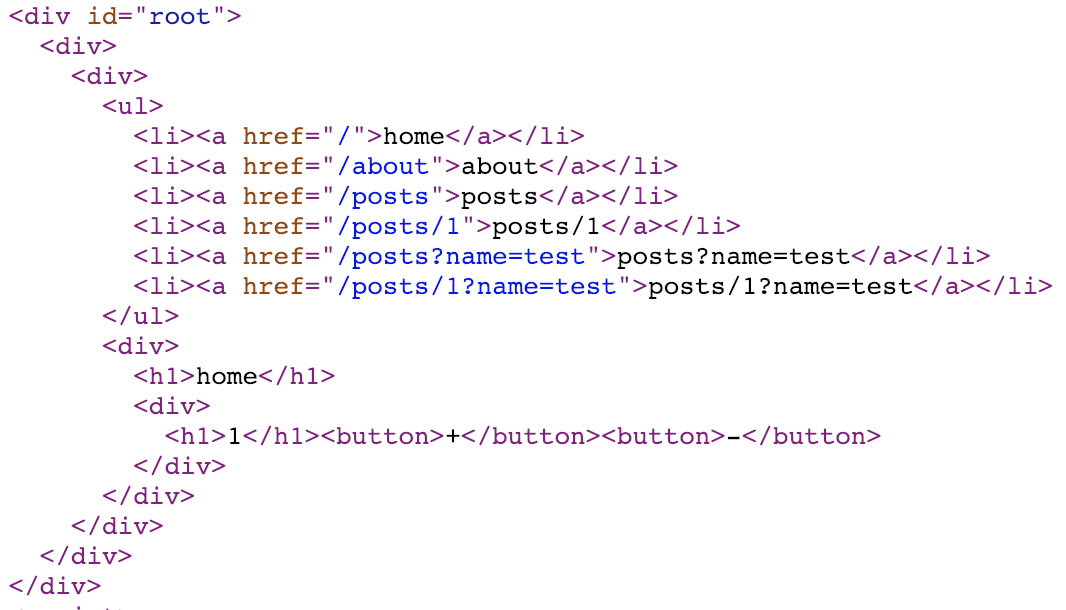 <div id="root">
  <div>
    <div>
      <ul>
        <li><a href="/">home</a></li>
        <li><a href="/about">about</a></li>
        <li><a href="/posts">posts</a></li>
        <li><a href="/posts/1">posts/1</a></li>
        <li><a href="/posts?name=test">posts?name=test</a></li>
        <li><a href="/posts/1?name=test">posts/1?name=test</a></li>
      </ul>
      <div>
        <h1>home</h1>
        <div>
          <h1>1</h1><button>+</button><button>-</button>
        </div>
      </div>
    </div>
  </div>
</div>